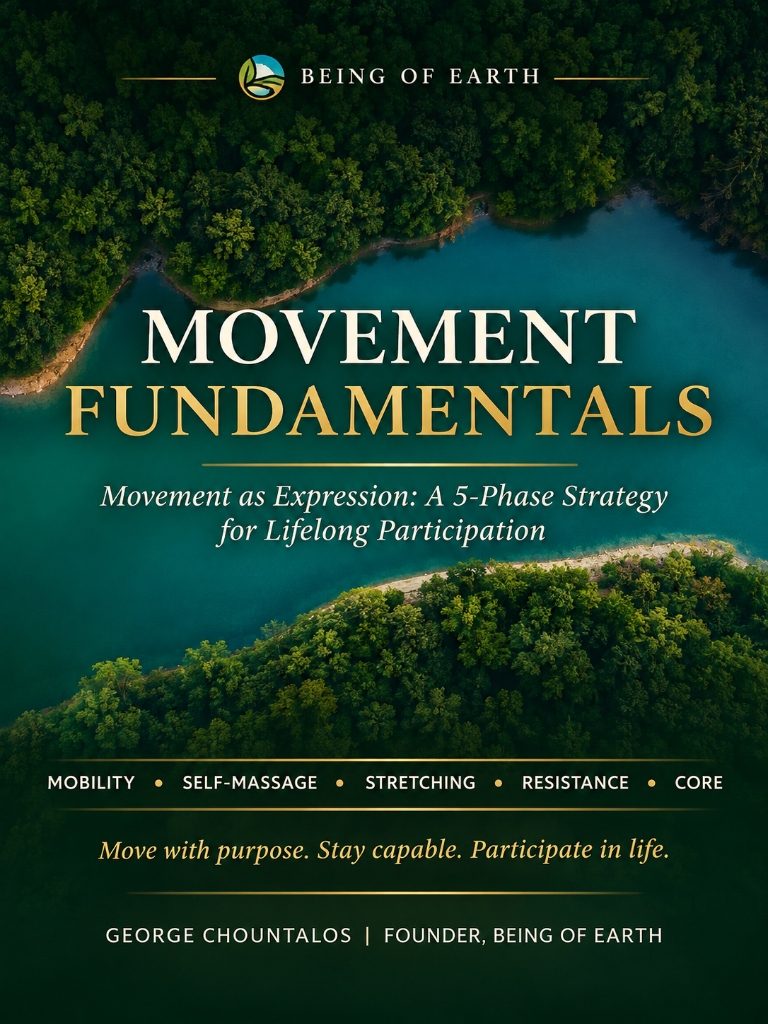 BEING OF EARTH
MOVEMENT
FUNDAMENTALS
Movement as Expression: A 5-Phase Strategy
for Lifelong Participation
MOBILITY • SELF-MASSAGE • STRETCHING • RESISTANCE • CORE
Move with purpose. Stay capable. Participate in life.
GEORGE CHOUNTALOS | FOUNDER, BEING OF EARTH